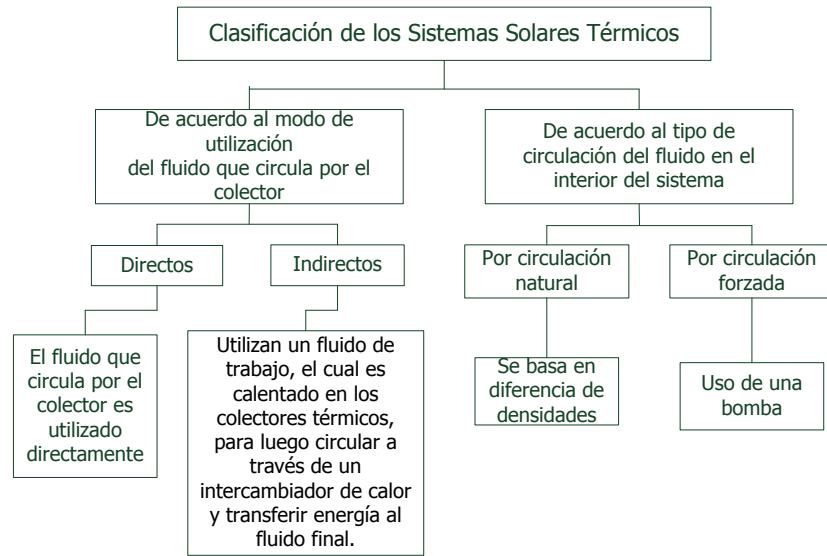 Clasificación de los Sistemas Solares Térmicos
De acuerdo al modo de
utilización
del fluido que circula por el
colector
De acuerdo al tipo de
circulación del fluido en el
interior del sistema
Directos
Indirectos
Por circulación
natural
Por circulación
forzada
El fluido que
circula por el
colector es
utilizado
directamente
Utilizan un fluido de
trabajo, el cual es
calentado en los
colectores térmicos,
para luego circular a
través de un
intercambiador de calor
y transferir energía al
fluido final.
Se basa en
diferencia de
densidades
Uso de una
bomba